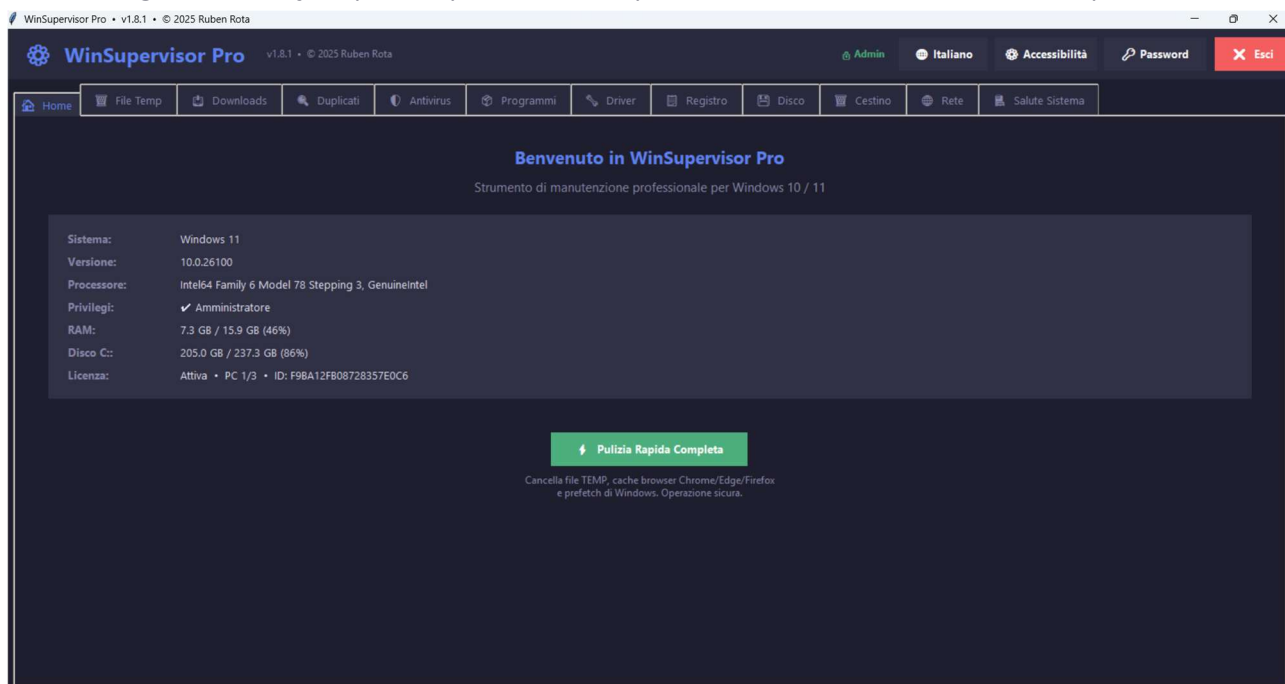 WinSupervisor Pro • v1.8.1 • © 2025 Ruben Rota
WinSupervisor Pro v1.8.1 • © 2025 Ruben Rota Admin Italiano Accessibilità Password Esci
Home File Temp Downloads Duplicati Antivirus Programmi Driver Registro Disco Cestino Rete Salute Sistema
Benvenuto in WinSupervisor Pro
Strumento di manutenzione professionale per Windows 10 / 11
Sistema: Windows 11
Versione: 10.0.26100
Processore: Intel64 Family 6 Model 78 Stepping 3, GenuineIntel
Privilegi: ✔ Amministratore
RAM: 7.3 GB / 15.9 GB (46%)
Disco C:: 205.0 GB / 237.3 GB (86%)
Licenza: Attiva • PC 1/3 • ID: F9BA12FB08728357E0C6
Pulizia Rapida Completa
Cancella file TEMP, cache browser Chrome/Edge/Firefox
e prefetch di Windows. Operazione sicura.